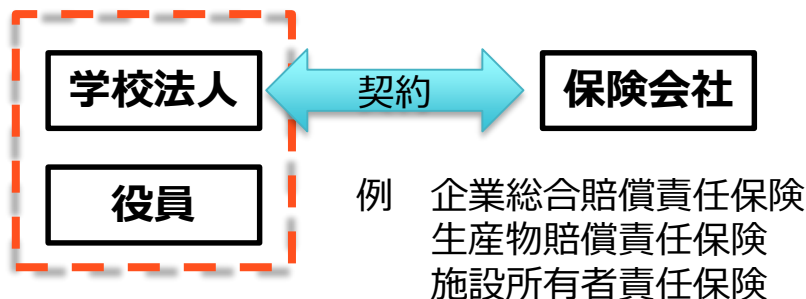 学校法人
契約
保険会社
役員
例 企業総合賠償責任保険
生産物賠償責任保険
施設所有者責任保険